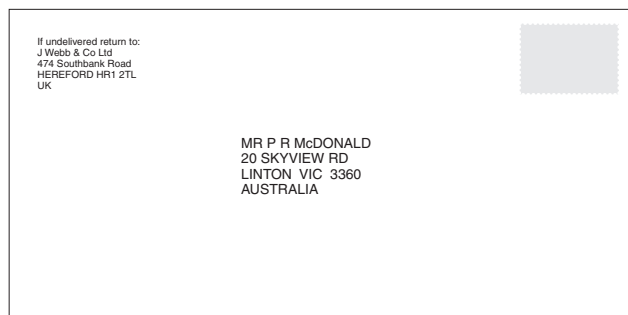 If undelivered return to:
J Webb & Co Ltd
474 Southbank Road
HEREFORD HR1 2TL
UK
MR P R McDONALD
20 SKYVIEW RD
LINTON  VIC  3360
AUSTRALIA